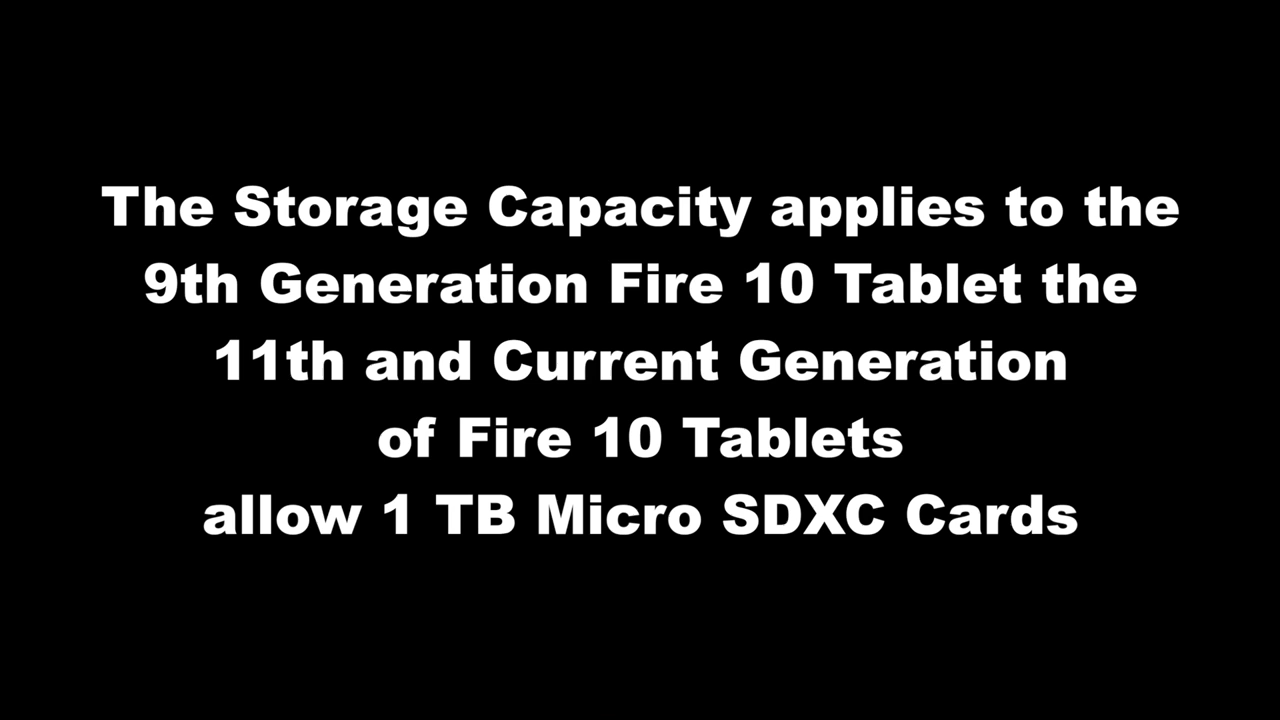 The Storage Capacity applies to the
9th Generation Fire 10 Tablet the
11th and Current Generation
of Fire 10 Tablets
allow 1 TB Micro SDXC Cards